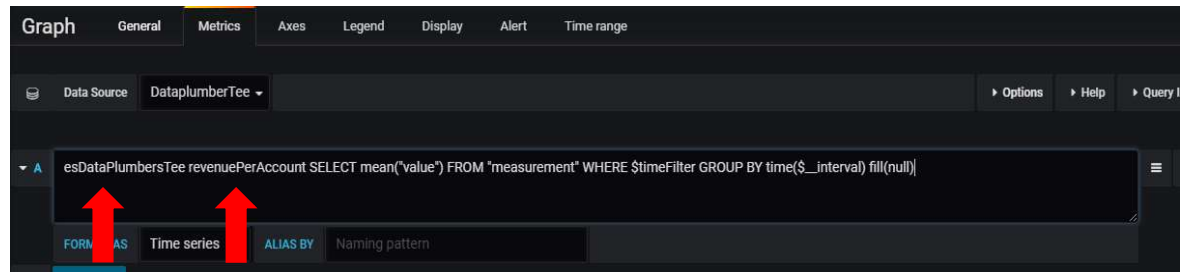 Graph General Metrics Axes Legend Display Alert Time range
Data Source DataplumberTee Options Help Query
A esDataPlumbersTee revenuePerAccount SELECT mean("value") FROM "measurement" WHERE $timeFilter GROUP BY time($__interval) fill(null)
AS Time series ALIAS BY Naming pattern